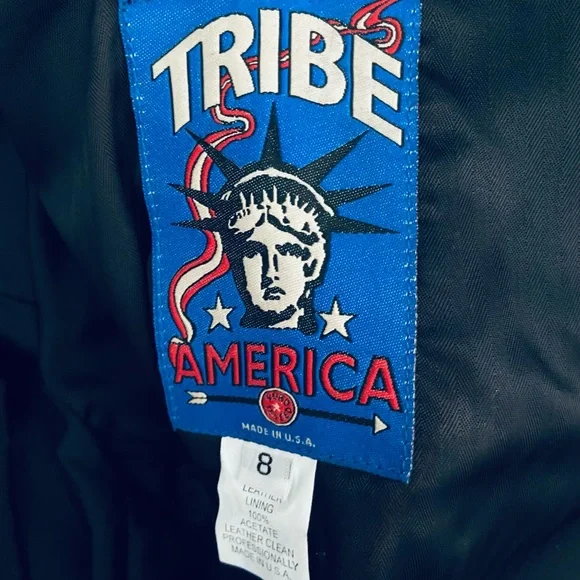 TRIBE
AMERICA
MADE IN U.S.A.
8
LEATHER
LINING
100%
ACETATE
LEATHER CLEAN
PROFESSIONALLY
MADE IN U.S.A.